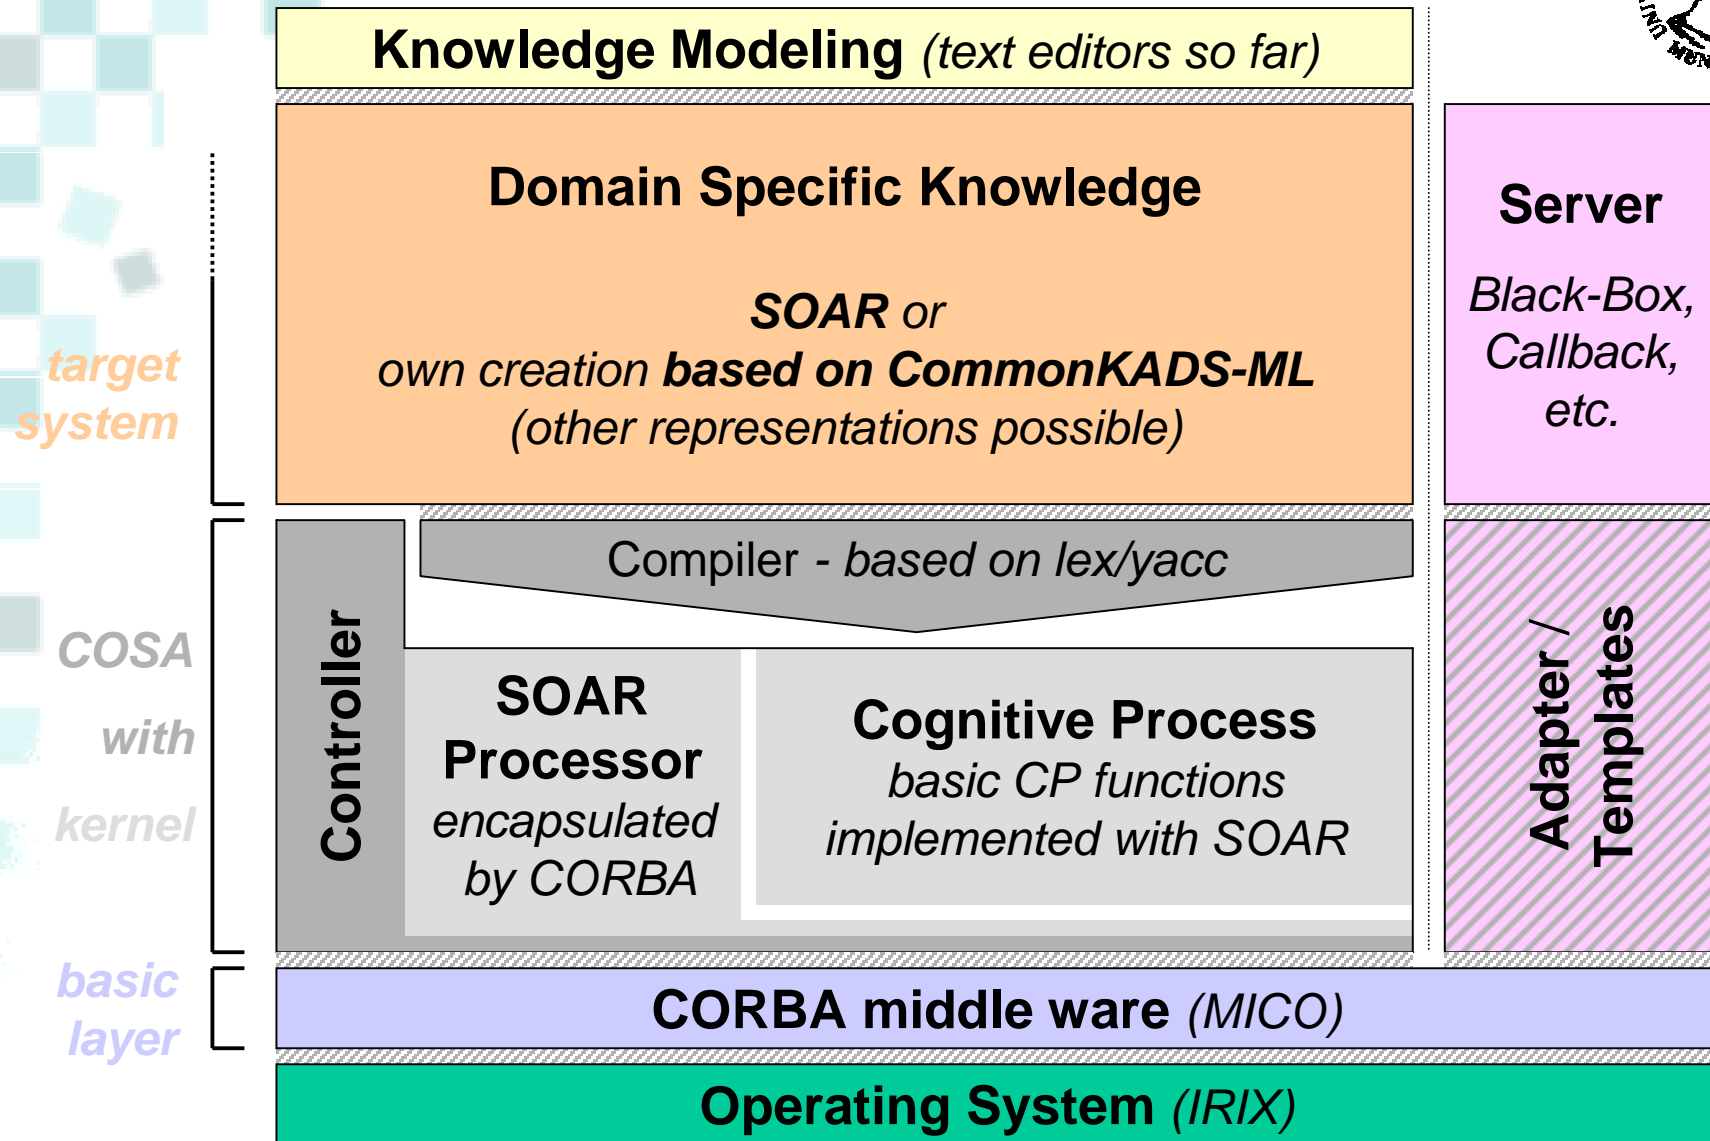 Knowledge Modeling (text editors so far)
Domain Specific Knowledge
SOAR or
own creation based on CommonKADS-ML
(other representations possible)
Server
Black-Box,
Callback,
etc.
target
system
Compiler - based on lex/yacc
Controller
SOAR
Processor
encapsulated
by CORBA
Cognitive Process
basic CP functions
implemented with SOAR
Adapter /
Templates
COSA
with
kernel
basic
layer
CORBA middle ware (MICO)
Operating System (IRIX)